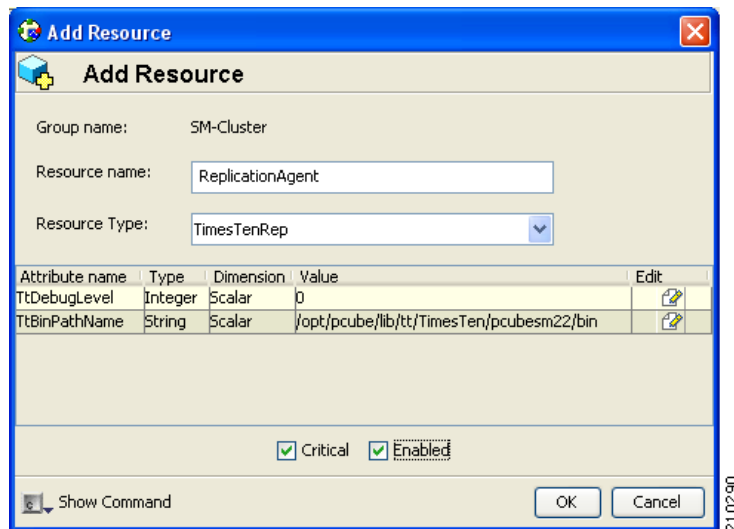 Add Resource
Add Resource
Group name: SM-Cluster
Resource name: ReplicationAgent
Resource Type: TimesTenRep
Attribute name Type Dimension Value Edit
TtDebugLevel Integer Scalar 0
TtBinPathName String Scalar /opt/pcube/lib/tt/TimesTen/pcubesm22/bin
Critical Enabled
c Show Command OK Cancel
210290